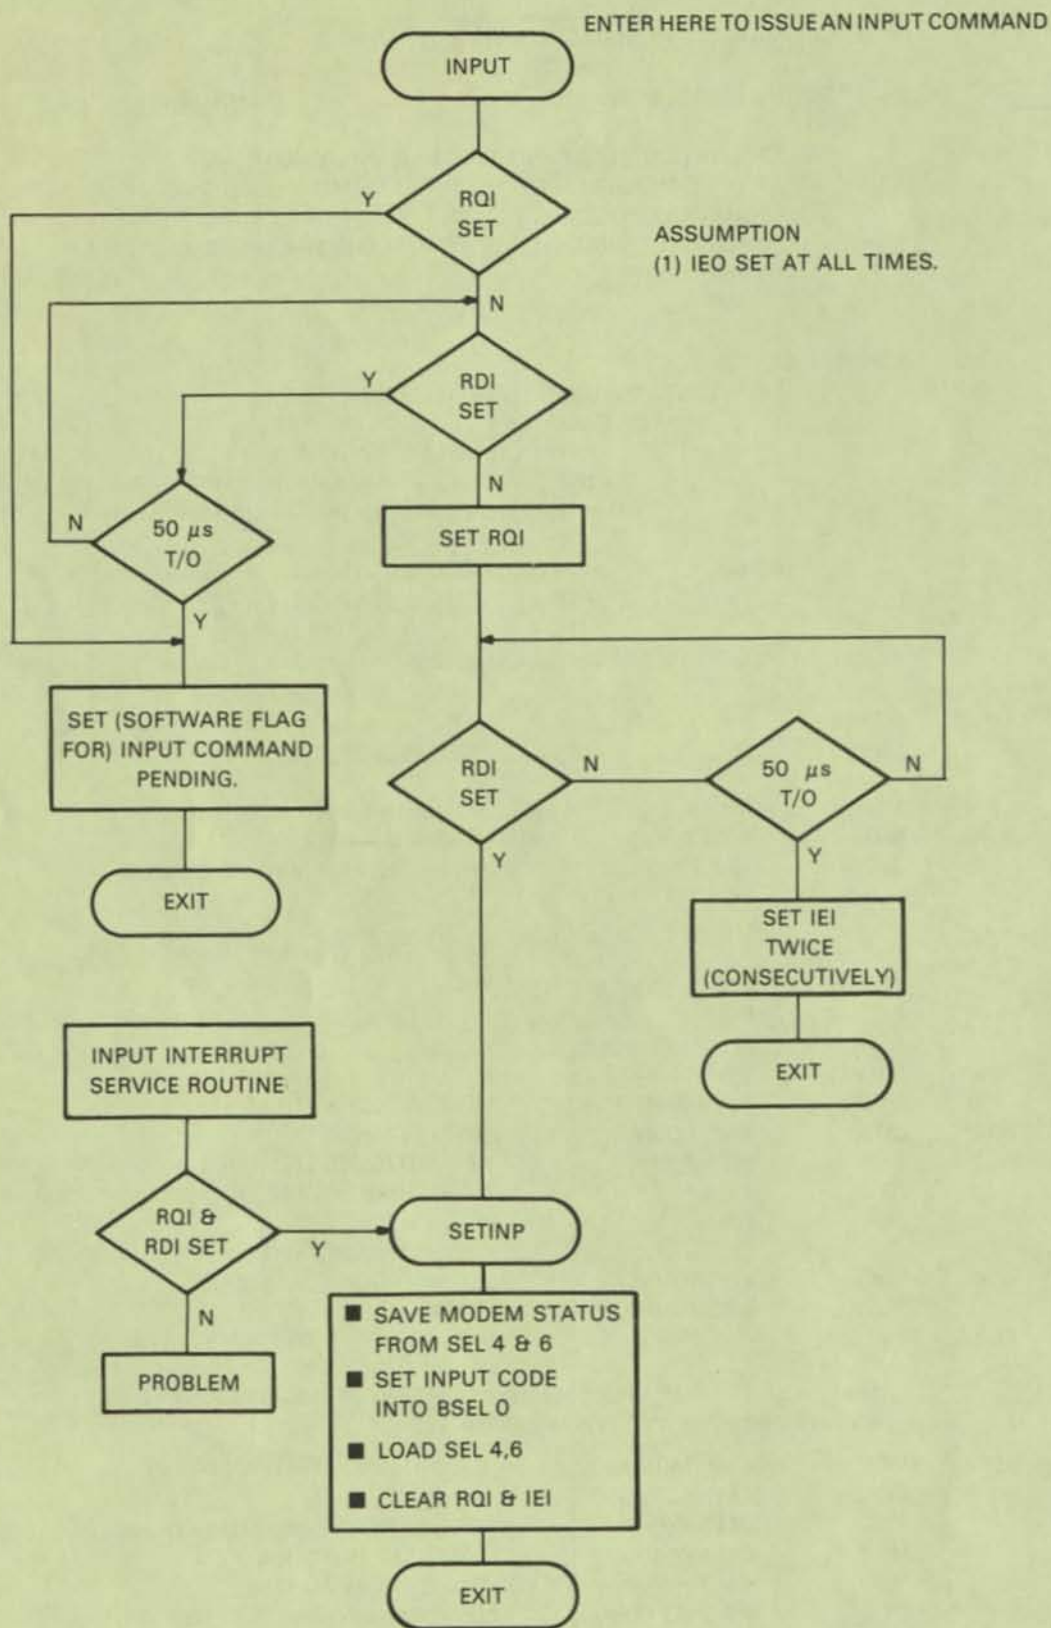 ENTER HERE TO ISSUE AN INPUT COMMAND
INPUT
RQI
SET
Y
N
ASSUMPTION
(1) IEO SET AT ALL TIMES.
RDI
SET
Y
N
50 μs
T/O
N
Y
SET RQI
SET (SOFTWARE FLAG
FOR) INPUT COMMAND
PENDING.
EXIT
RDI
SET
N
Y
50 μs
T/O
N
Y
SET IEI
TWICE
(CONSECUTIVELY)
EXIT
INPUT INTERRUPT
SERVICE ROUTINE
RQI &
RDI SET
Y
N
PROBLEM
SETINP
■ SAVE MODEM STATUS
FROM SEL 4 & 6
■ SET INPUT CODE
INTO BSEL 0
■ LOAD SEL 4,6
■ CLEAR RQI & IEI
EXIT